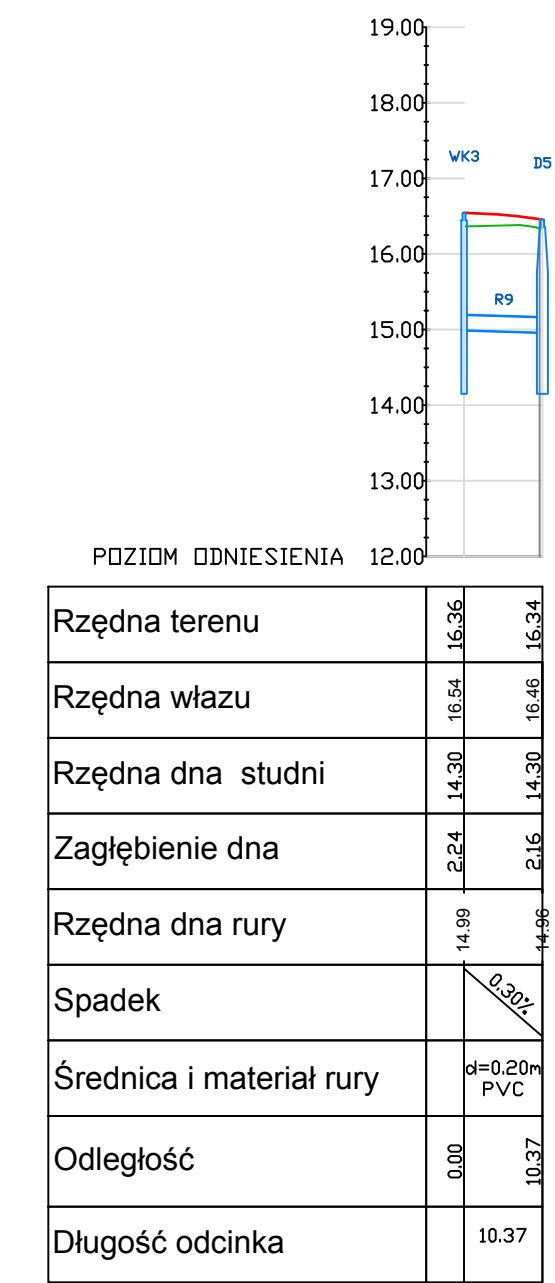 19.00
18.00
WK3 D5
17.00
16.00
R9
15.00
14.00
13.00
POZIOM ODNIESIENIA 12.00
Rzędna terenu 16.36 16.34
Rzędna włazu 16.54 16.46
Rzędna dna studni 14.30 14.30
Zagłębienie dna 2.24 2.16
Rzędna dna rury 14.99 14.96
Spadek 0.30%
Średnica i materiał rury d=0.20m
PVC
Odległość 0.00 10.37
Długość odcinka 10.37